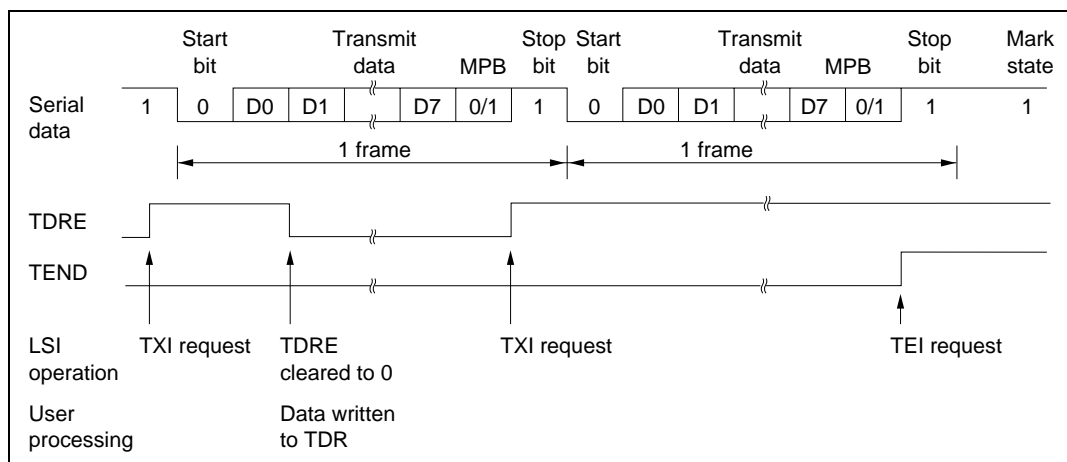 Start bit Transmit data MPB Stop bit Start bit Transmit data MPB Stop bit Mark state
Serial data 1 0 D0 D1 D7 0/1 1 0 D0 D1 D7 0/1 1 1
1 frame 1 frame
TDRE
TEND
LSI operation TXI request TDRE cleared to 0 TXI request TEI request
User processing Data written to TDR